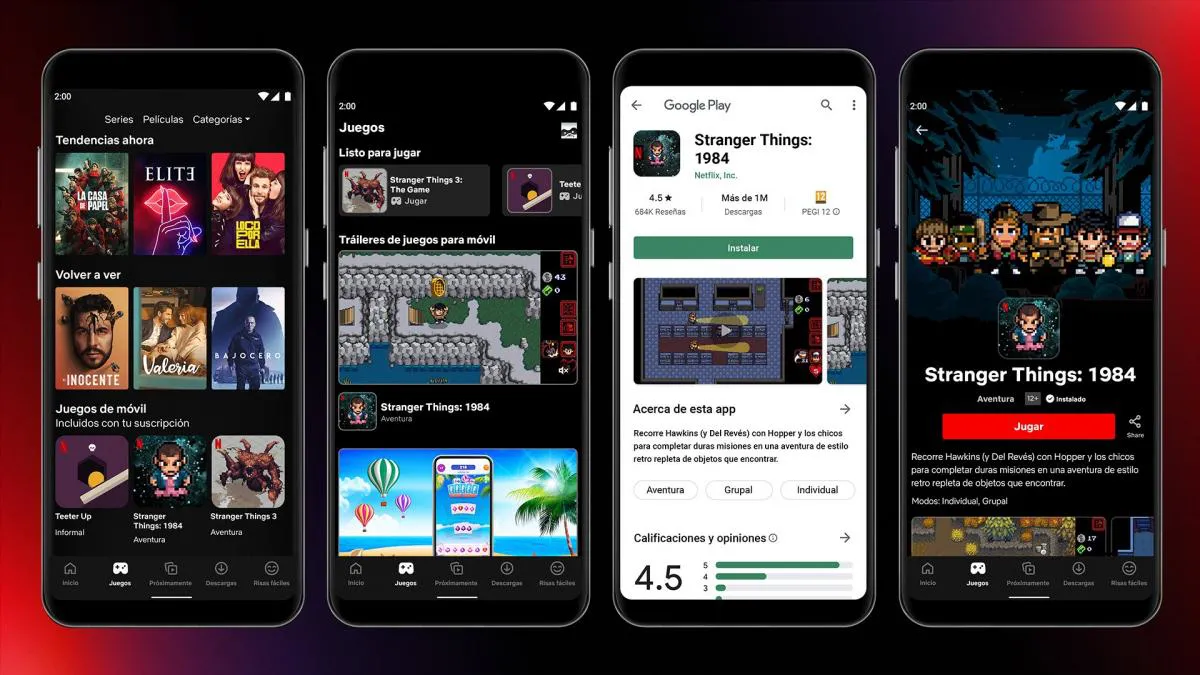 2:00
Series Películas Categorías
Tendencias ahora
LA CASA
DE PAPEL
ELITE
LOCO
POR
ELLA
Volver a ver
EL
INOCENTE
Valeria
BAJOCERO
Juegos de móvil
Incluidos con tu suscripción
N
N
N
Teeter Up
Informal
Stranger
Things: 1984
Aventura
Stranger Things 3
Aventura
Inicio
Juegos
Próximamente
Descargas
Risas fáciles
2:00
Juegos
Listo para jugar
N
Stranger Things 3:
The Game
Jugar
N
Teete
J
Tráileres de juegos para móvil
43
0
N
Stranger Things: 1984
Aventura
Inicio
Juegos
Próximamente
Descargas
Risas fáciles
Google Play
N
Stranger Things:
1984
Netflix, Inc.
4.5★
684K Reseñas
Más de 1M
Descargas
12
PEGI 12
Instalar
6
0
Acerca de esta app
Recorre Hawkins (y Del Revés) con Hopper y los chicos
para completar duras misiones en una aventura de estilo
retro repleta de objetos que encontrar.
Aventura
Grupal
Individual
Calificaciones y opiniones
4.5
5
4
3
2:00
Stranger Things: 1984
Aventura 12+ Instalado
Jugar
Share
Recorre Hawkins (y Del Revés) con Hopper y los chicos
para completar duras misiones en una aventura de estilo
retro repleta de objetos que encontrar.
Modos: Individual, Grupal
17
0
Inicio
Juegos
Próximamente
Descargas
Risas fáciles